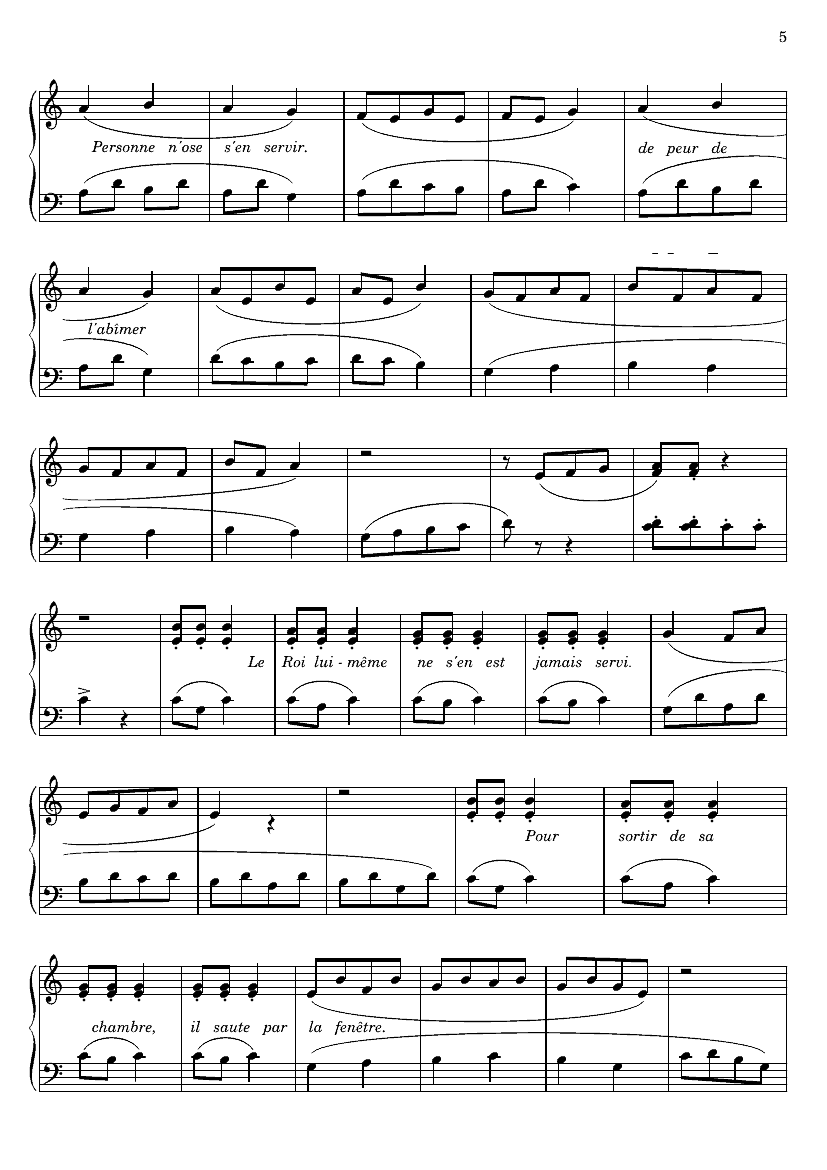 5
Personne n'ose s'en servir. de peur de
l'abîmer
Le Roi lui - même ne s'en est jamais servi.
Pour sortir de sa
chambre, il saute par la fenêtre.